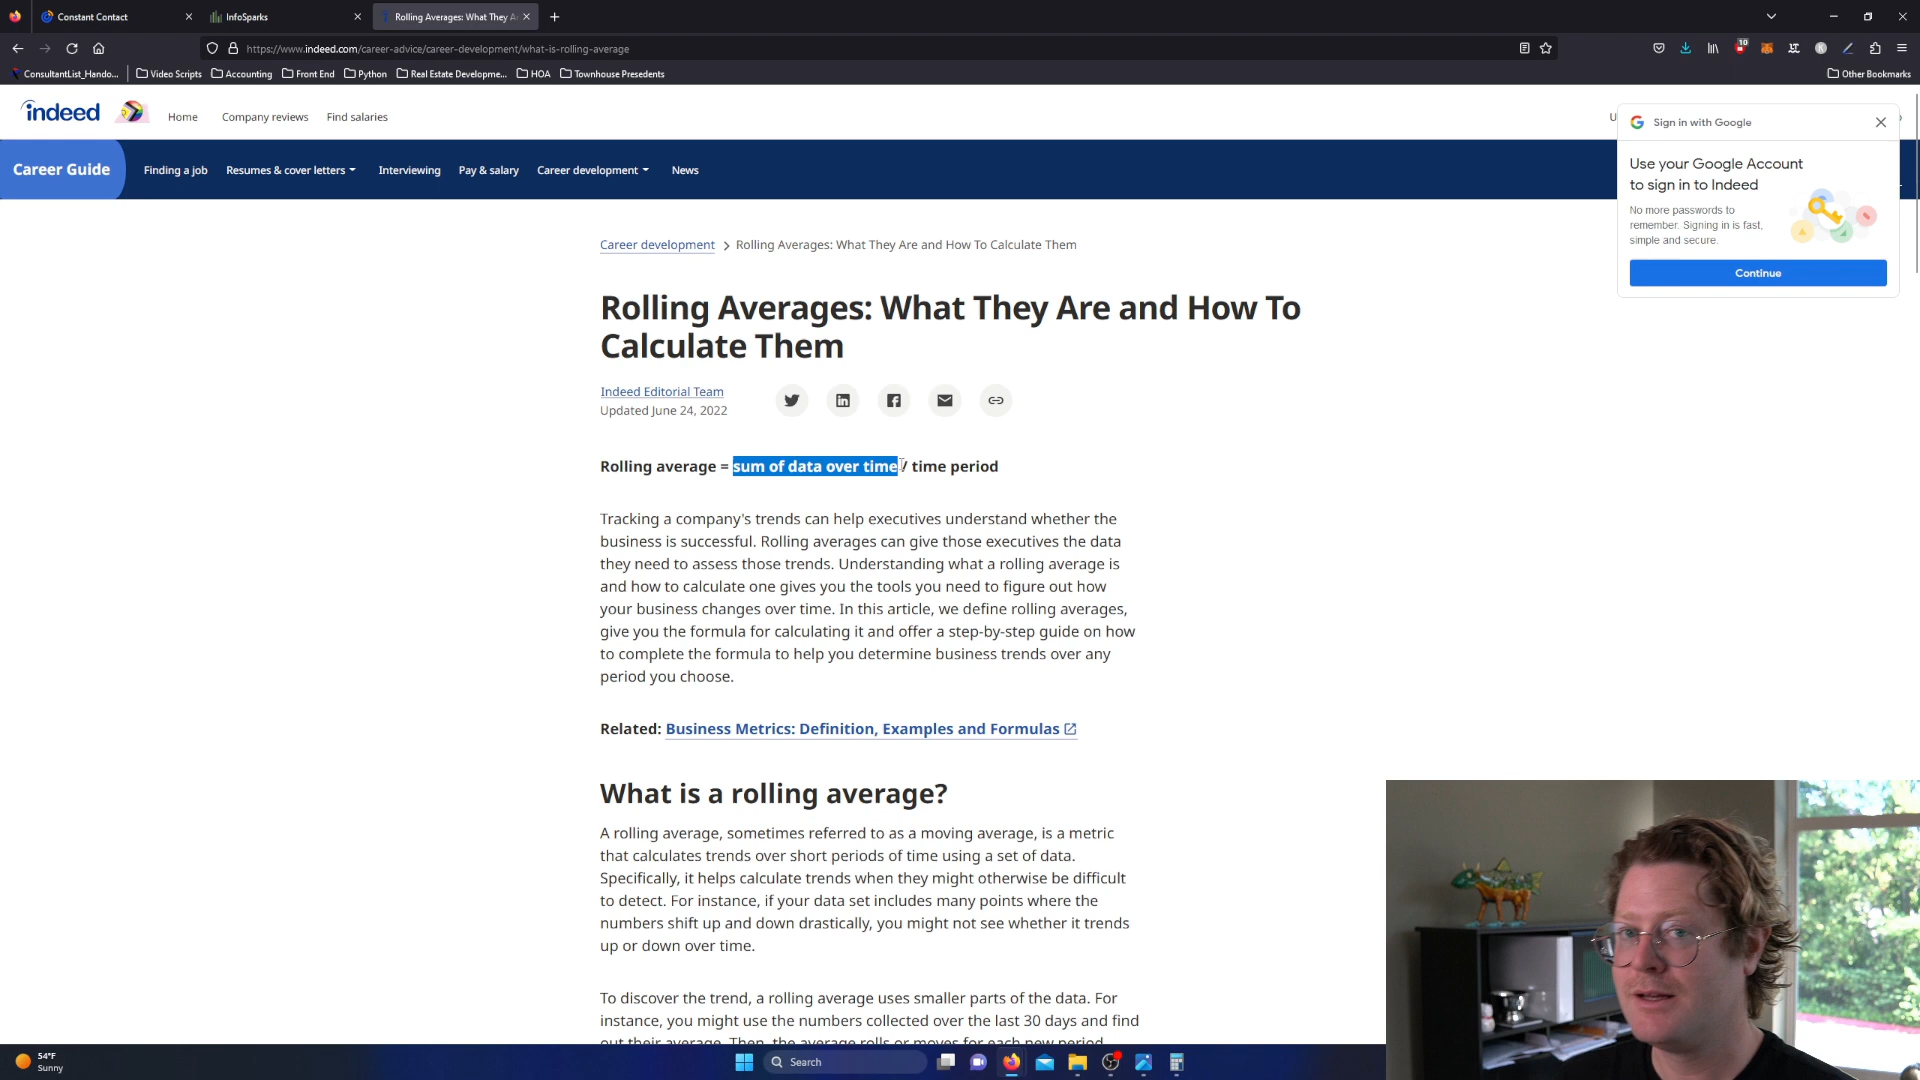 Constant Contact
InfoSparks
Rolling Averages: What They A
https://www.indeed.com/career-advice/career-development/what-is-rolling-average
10
ConsultantList_Hando...
Video Scripts
Accounting
Front End
Python
Real Estate Developme...
HOA
Townhouse Presedents
Other Bookmarks
indeed
Home
Company reviews
Find salaries
Career Guide
Finding a job
Resumes & cover letters
Interviewing
Pay & salary
Career development
News
Sign in with Google
Use your Google Account
to sign in to Indeed
No more passwords to
remember. Signing in is fast,
simple and secure.
Continue
Career development > Rolling Averages: What They Are and How To Calculate Them
Rolling Averages: What They Are and How To
Calculate Them
Indeed Editorial Team
Updated June 24, 2022
Rolling average = sum of data over time / time period
Tracking a company's trends can help executives understand whether the
business is successful. Rolling averages can give those executives the data
they need to assess those trends. Understanding what a rolling average is
and how to calculate one gives you the tools you need to figure out how
your business changes over time. In this article, we define rolling averages,
give you the formula for calculating it and offer a step-by-step guide on how
to complete the formula to help you determine business trends over any
period you choose.
Related: Business Metrics: Definition, Examples and Formulas
What is a rolling average?
A rolling average, sometimes referred to as a moving average, is a metric
that calculates trends over short periods of time using a set of data.
Specifically, it helps calculate trends when they might otherwise be difficult
to detect. For instance, if your data set includes many points where the
numbers shift up and down drastically, you might not see whether it trends
up or down over time.
To discover the trend, a rolling average uses smaller parts of the data. For
instance, you might use the numbers collected over the last 30 days and find
out their average. Then, the average rolls or moves for each new period
54°F
Sunny
Search